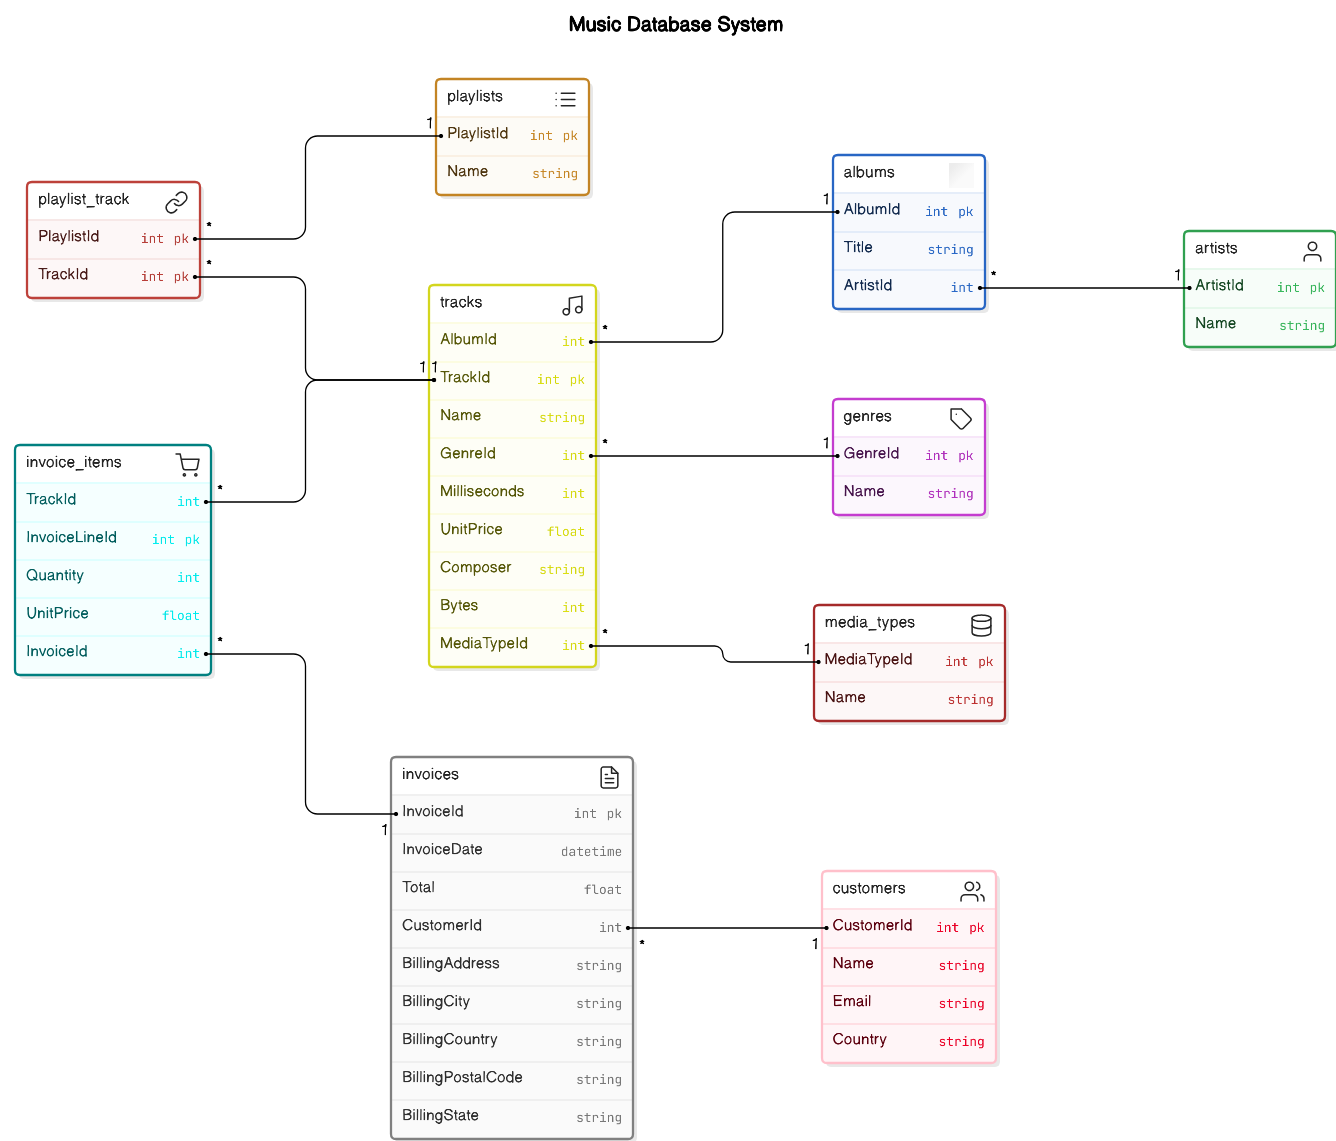 Music Database System
playlists
PlaylistId int pk
Name string
playlist_track
PlaylistId int pk
TrackId int pk
1
*
*
albums
AlbumId int pk
Title string
ArtistId int
1
*
artists
ArtistId int pk
Name string
1
tracks
AlbumId int
TrackId int pk
Name string
GenreId int
Milliseconds int
UnitPrice float
Composer string
Bytes int
MediaTypeId int
*
1 1
*
*
genres
GenreId int pk
Name string
1
invoice_items
TrackId int
InvoiceLineId int pk
Quantity int
UnitPrice float
InvoiceId int
*
*
media_types
MediaTypeId int pk
Name string
1
invoices
InvoiceId int pk
InvoiceDate datetime
Total float
CustomerId int
BillingAddress string
BillingCity string
BillingCountry string
BillingPostalCode string
BillingState string
1
*
customers
CustomerId int pk
Name string
Email string
Country string
1